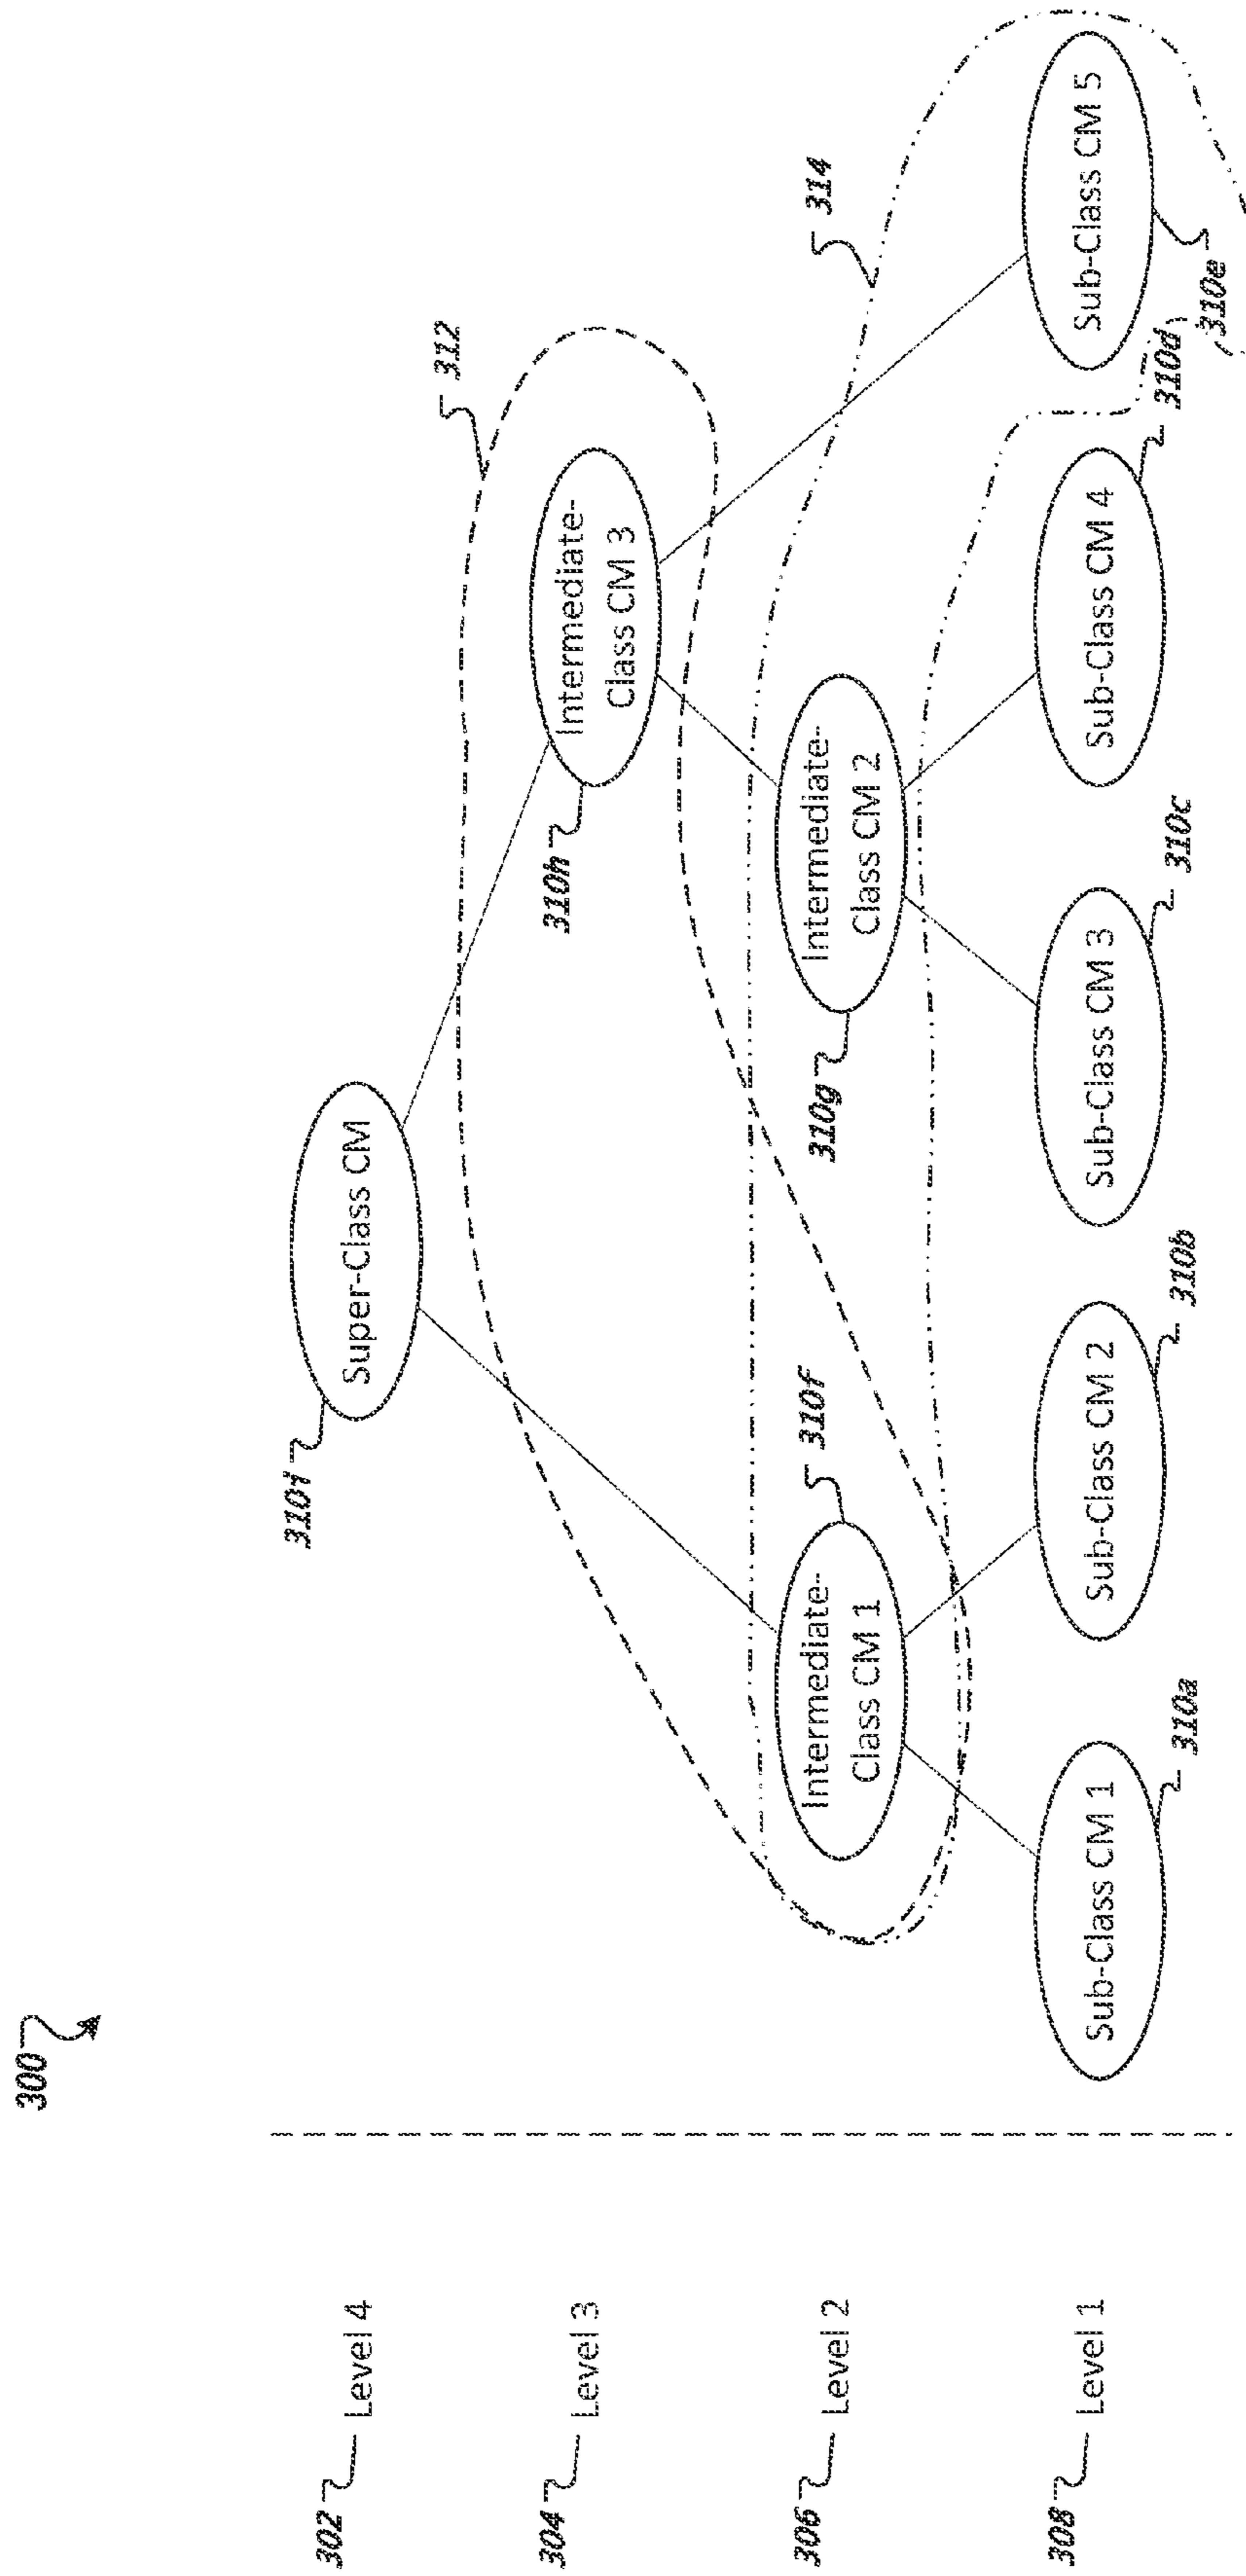 300
302
Level 4
310i
Super-Class CM
312
304
Level 3
310h
Intermediate-
Class CM 3
314
306
Level 2
Intermediate-
Class CM 1
310f
310g
Intermediate-
Class CM 2
308
Level 1
Sub-Class CM 1
310a
Sub-Class CM 2
310b
Sub-Class CM 3
310c
Sub-Class CM 4
310d
Sub-Class CM 5
310e